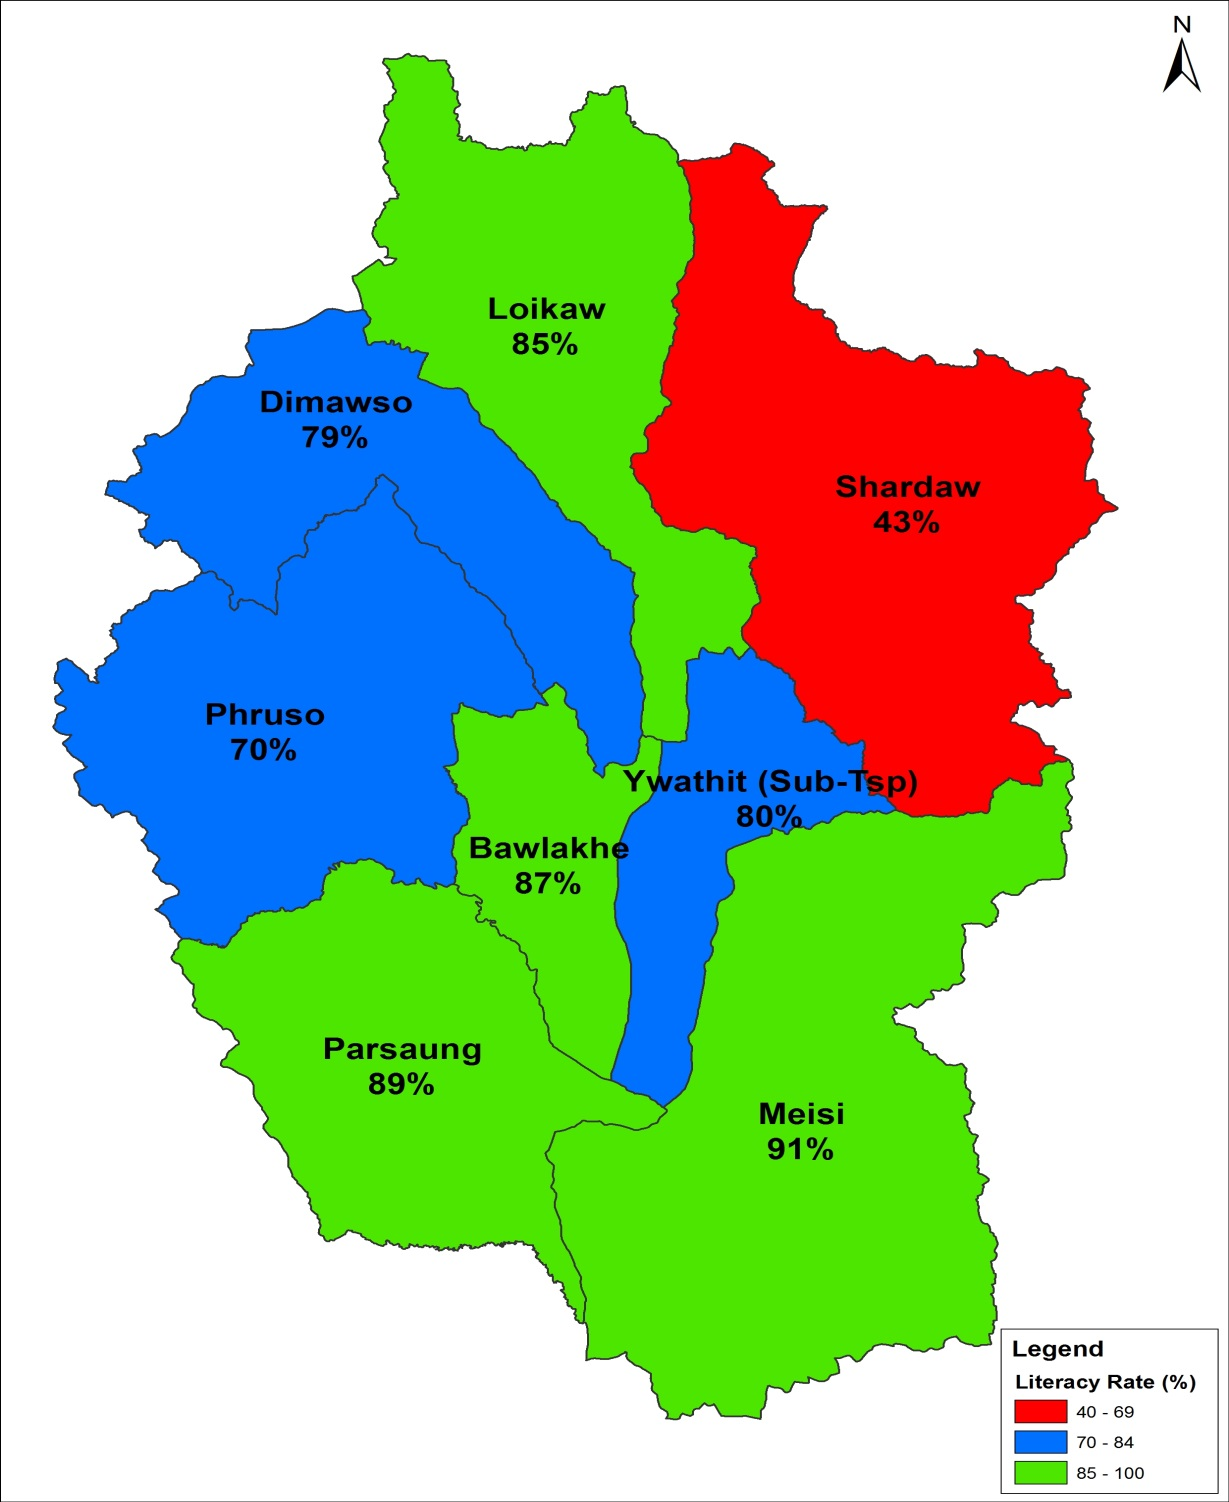 N
Loikaw
85%
Dimawso
79%
Shardaw
43%
Phruso
70%
Ywathit (Sub-Tsp)
80%
Bawlakhe
87%
Parsaung
89%
Meisi
91%
Legend
Literacy Rate (%)
40 - 69
70 - 84
85 - 100